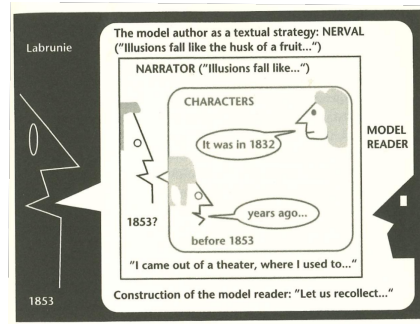 Labrunie
The model author as a textual strategy: NERVAL
("Illusions fall like the husk of a fruit...")
NARRATOR ("Illusions fall like...")
CHARACTERS
It was in 1832
MODEL
READER
1853?
years ago...
before 1853
"I came out of a theater, where I used to..."
1853
Construction of the model reader: "Let us recollect..."